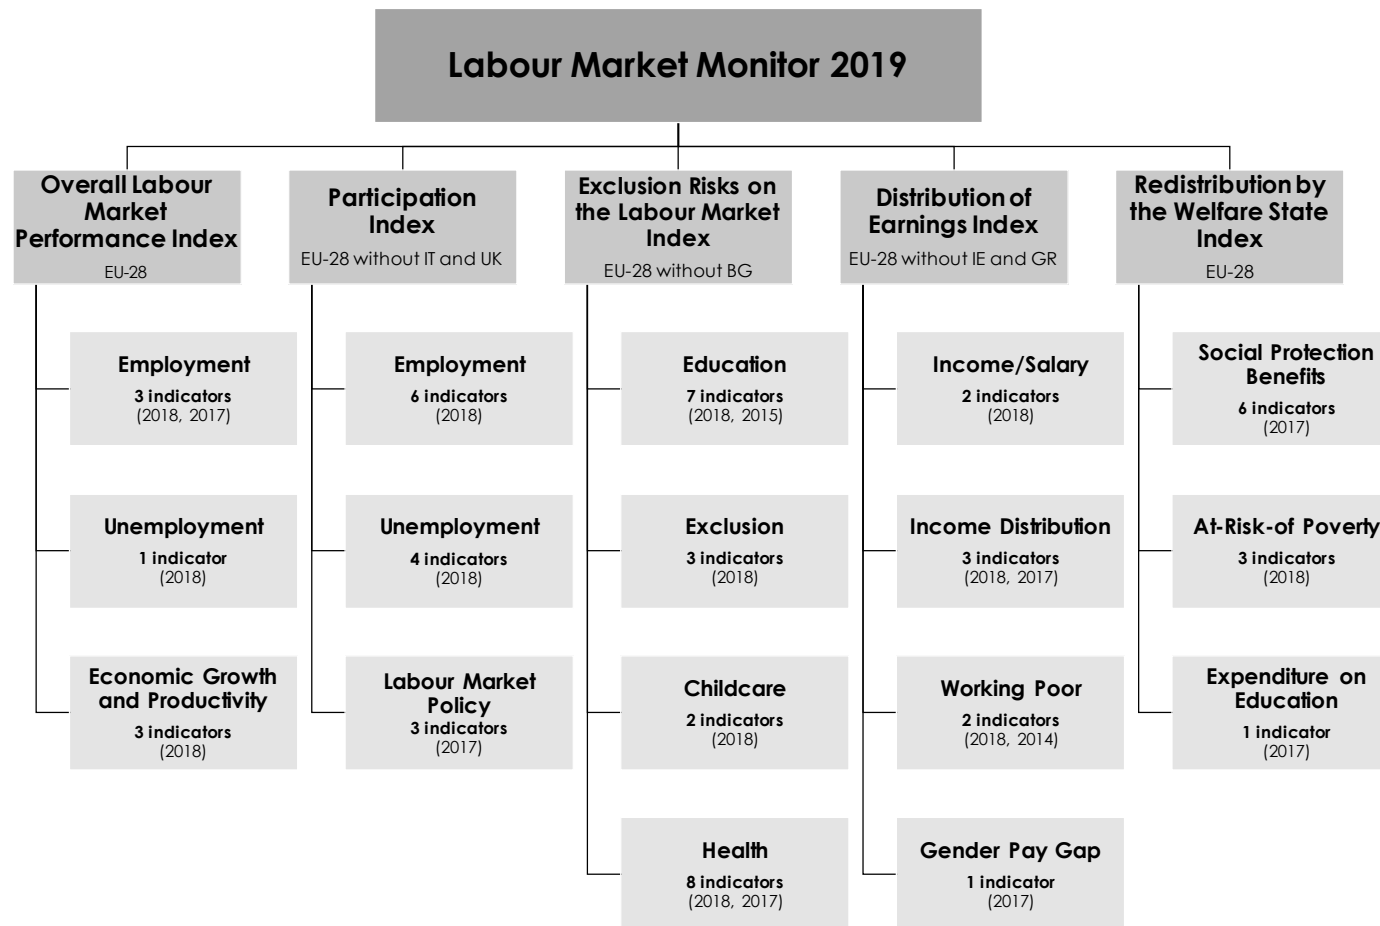 Labour Market Monitor 2019
Overall Labour
Market
Performance Index
EU-28
Employment
3 indicators
(2018, 2017)
Unemployment
1 indicator
(2018)
Economic Growth
and Productivity
3 indicators
(2018)
Participation
Index
EU-28 without IT and UK
Employment
6 indicators
(2018)
Unemployment
4 indicators
(2018)
Labour Market
Policy
3 indicators
(2017)
Exclusion Risks on
the Labour Market
Index
EU-28 without BG
Education
7 indicators
(2018, 2015)
Exclusion
3 indicators
(2018)
Childcare
2 indicators
(2018)
Health
8 indicators
(2018, 2017)
Distribution of
Earnings Index
EU-28 without IE and GR
Income/Salary
2 indicators
(2018)
Income Distribution
3 indicators
(2018, 2017)
Working Poor
2 indicators
(2018, 2014)
Gender Pay Gap
1 indicator
(2017)
Redistribution by
the Welfare State
Index
EU-28
Social Protection
Benefits
6 indicators
(2017)
At-Risk-of Poverty
3 indicators
(2018)
Expenditure on
Education
1 indicator
(2017)